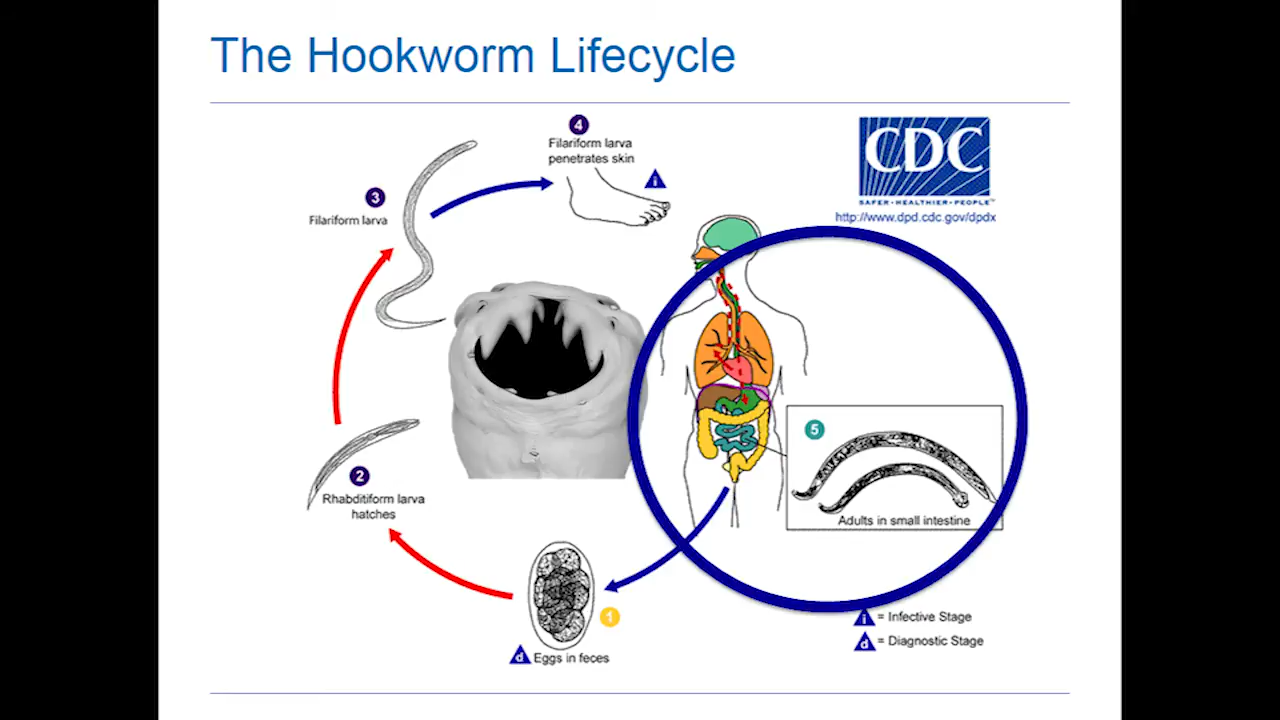 The Hookworm Lifecycle
4
Filariform larva
penetrates skin
i
CDC
SAFER·HEALTHIER·PEOPLE™
http://www.dpd.cdc.gov/dpdx
3
Filariform larva
5
Adults in small intestine
2
Rhabditiform larva
hatches
1
d Eggs in feces
i = Infective Stage
d = Diagnostic Stage